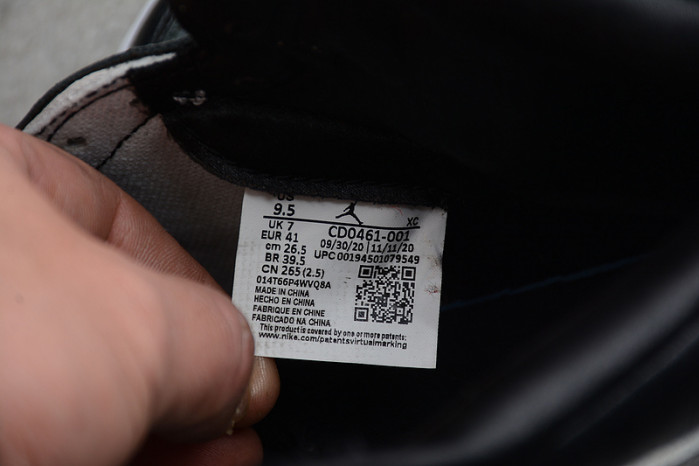 US
9.5
XC
UK 7
CD0461-001
EUR 41
09/30/20 | 11/11/20
cm 26.5
UPC 00194501079549
BR 39.5
CN 265 (2.5)
014T66P4WVQ8A
MADE IN CHINA
HECHO EN CHINA
FABRIQUE EN CHINE
FABRICADO NA CHINA
This product is covered by one or more patents:
www.nike.com/patentsvirtualmarking